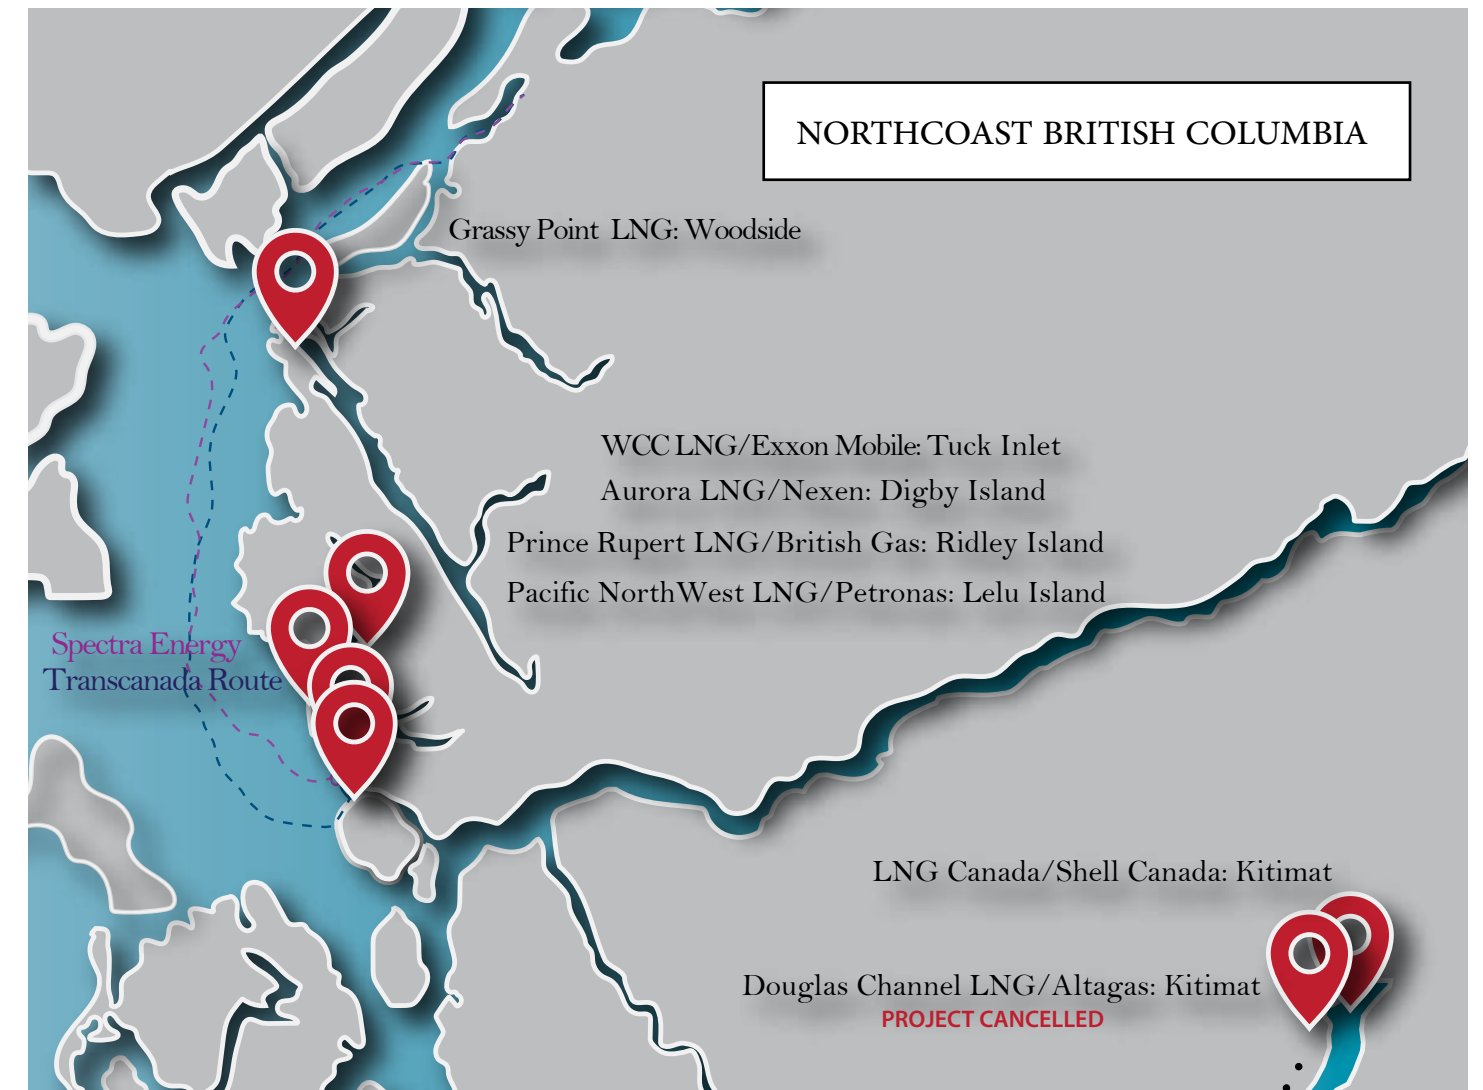 NORTHCOAST BRITISH COLUMBIA
Grassy Point LNG: Woodside
WCC LNG/Exxon Mobile: Tuck Inlet
Aurora LNG/Nexen: Digby Island
Prince Rupert LNG/British Gas: Ridley Island
Pacific NorthWest LNG/Petronas: Lelu Island
Spectra Energy
Transcanada Route
LNG Canada/Shell Canada: Kitimat
Douglas Channel LNG/Altagas: Kitimat
PROJECT CANCELLED